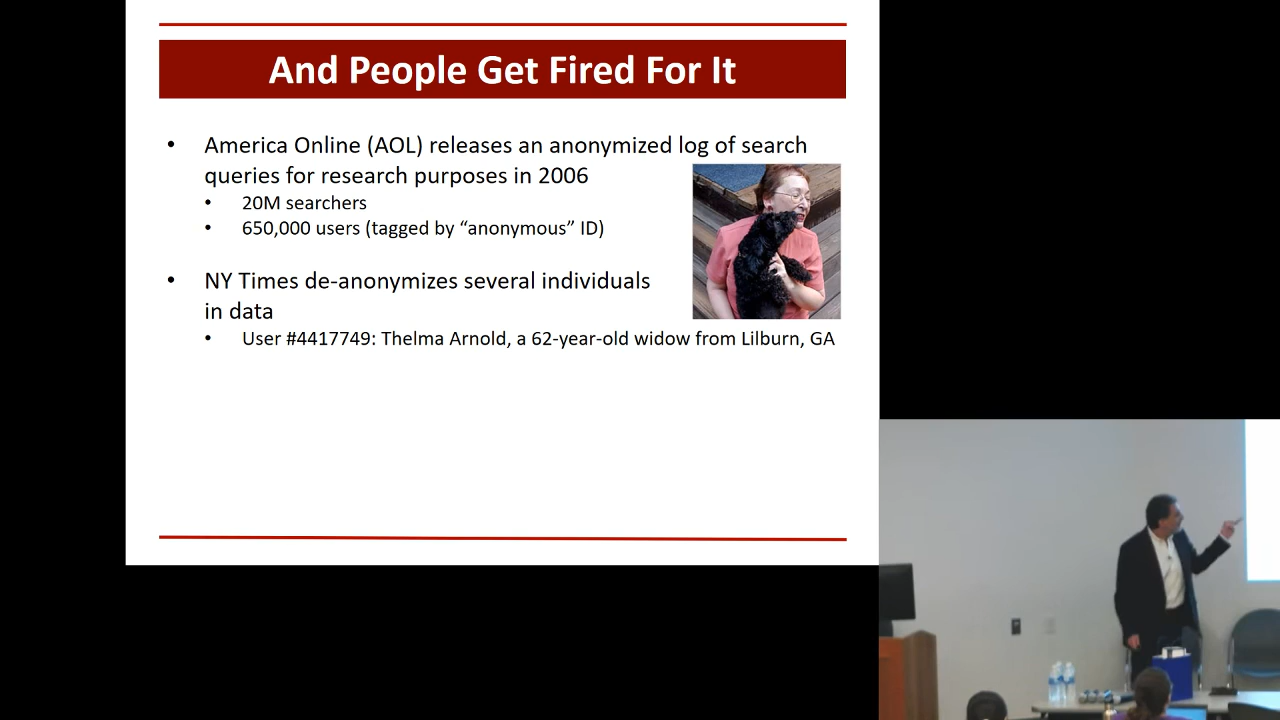 And People Get Fired For It
• America Online (AOL) releases an anonymized log of search
queries for research purposes in 2006
• 20M searchers
• 650,000 users (tagged by “anonymous” ID)
• NY Times de-anonymizes several individuals
in data
• User #4417749: Thelma Arnold, a 62-year-old widow from Lilburn, GA